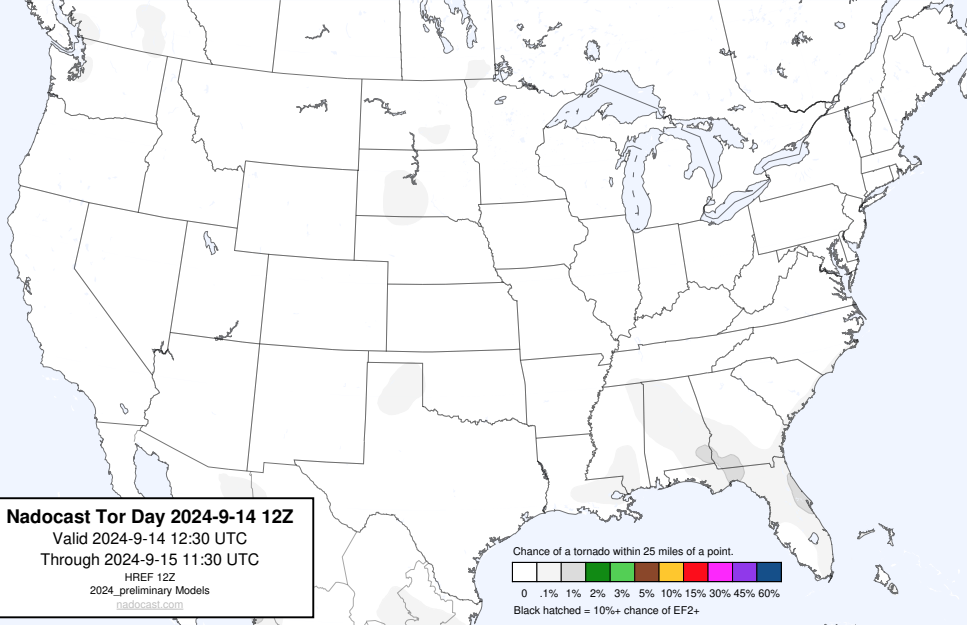 Nadocast Tor Day 2024-9-14 12Z
Valid 2024-9-14 12:30 UTC
Through 2024-9-15 11:30 UTC
HREF 12Z
2024_preliminary Models
nadocast.com
Chance of a tornado within 25 miles of a point.
0 .1% 1% 2% 3% 5% 10% 15% 30% 45% 60%
Black hatched = 10%+ chance of EF2+